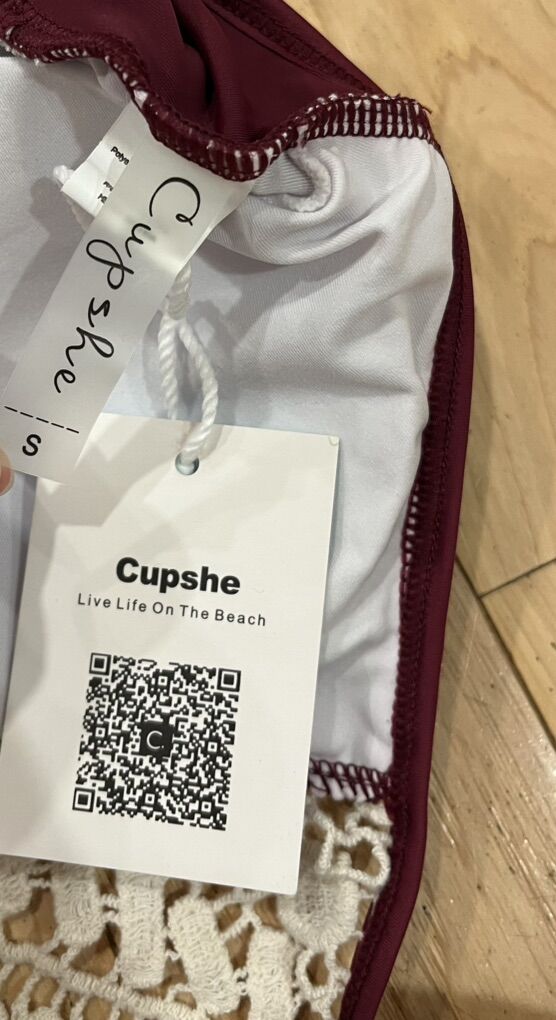 Cupshe
S
Cupshe
Live Life On The Beach
C